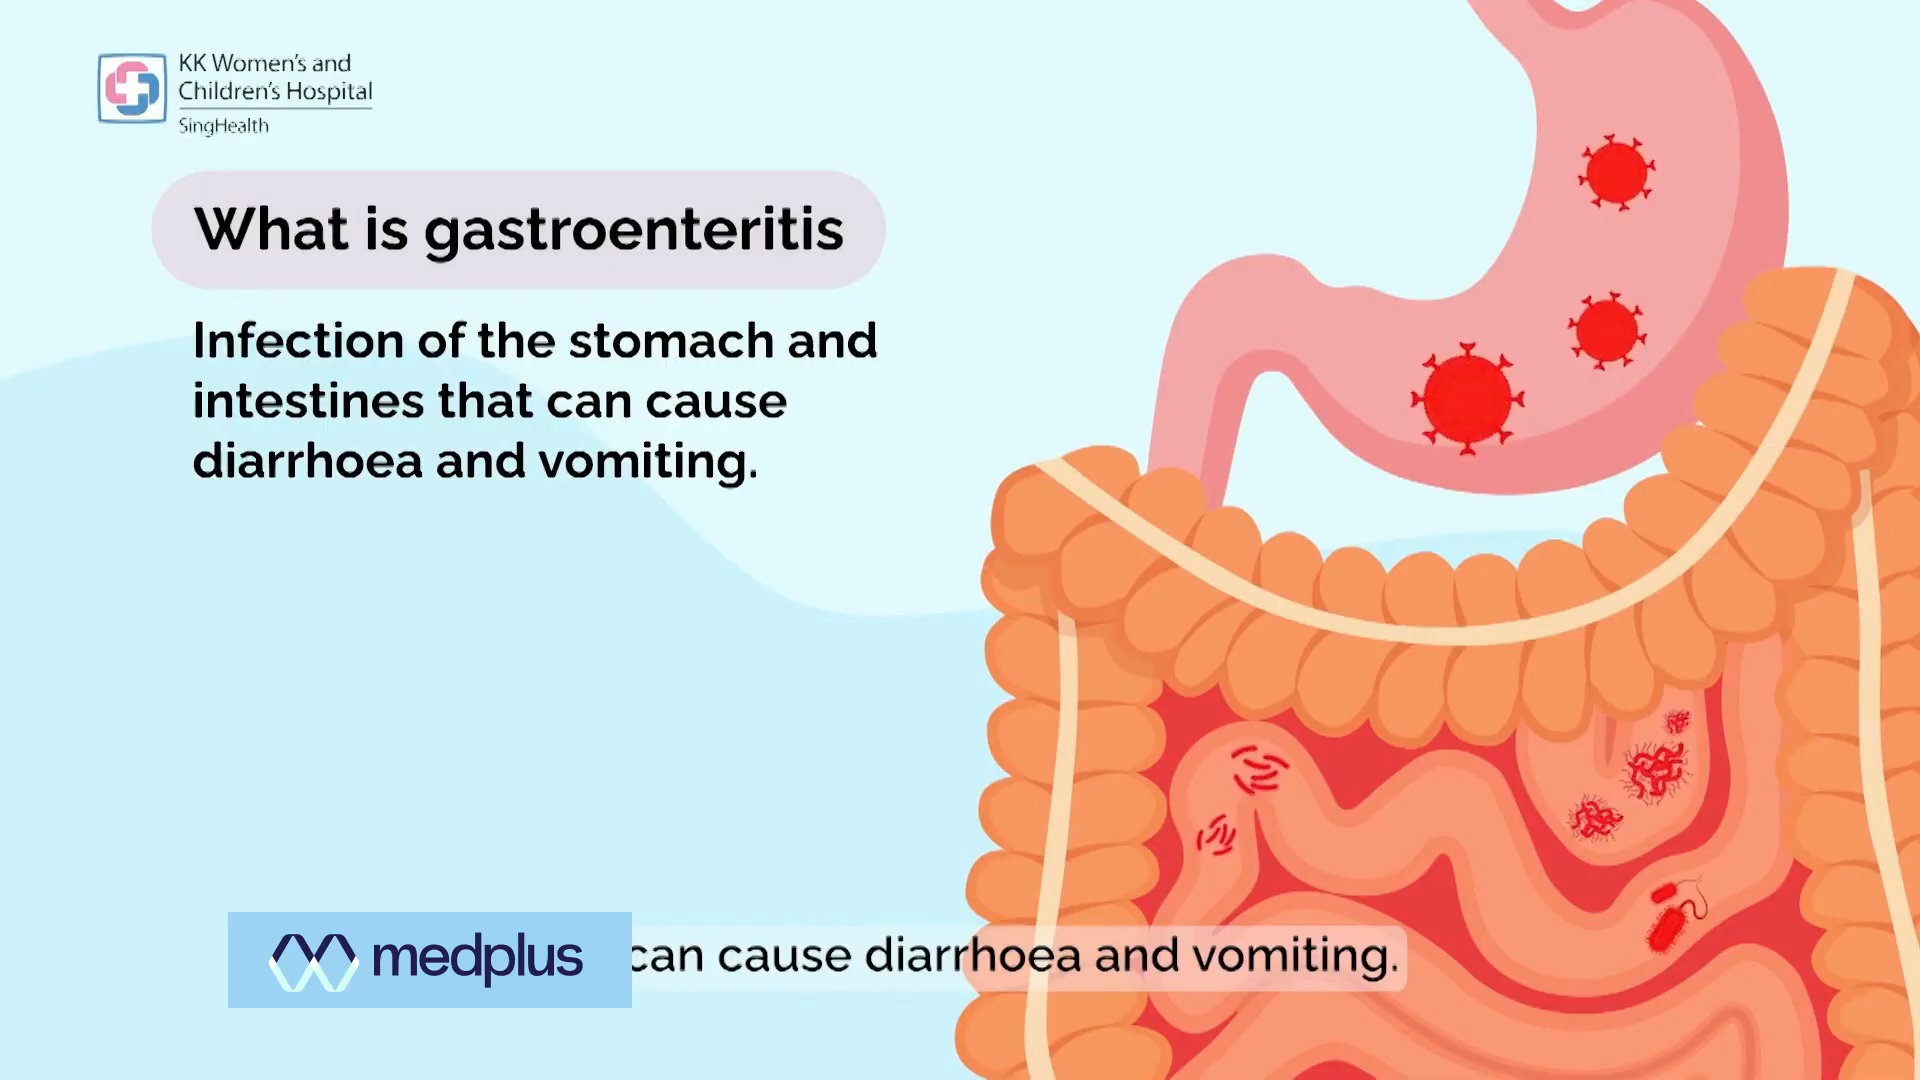 KK Women's and
Children's Hospital
SingHealth
What is gastroenteritis
Infection of the stomach and
intestines that can cause
diarrhoea and vomiting.
medplus
can cause diarrhoea and vomiting.